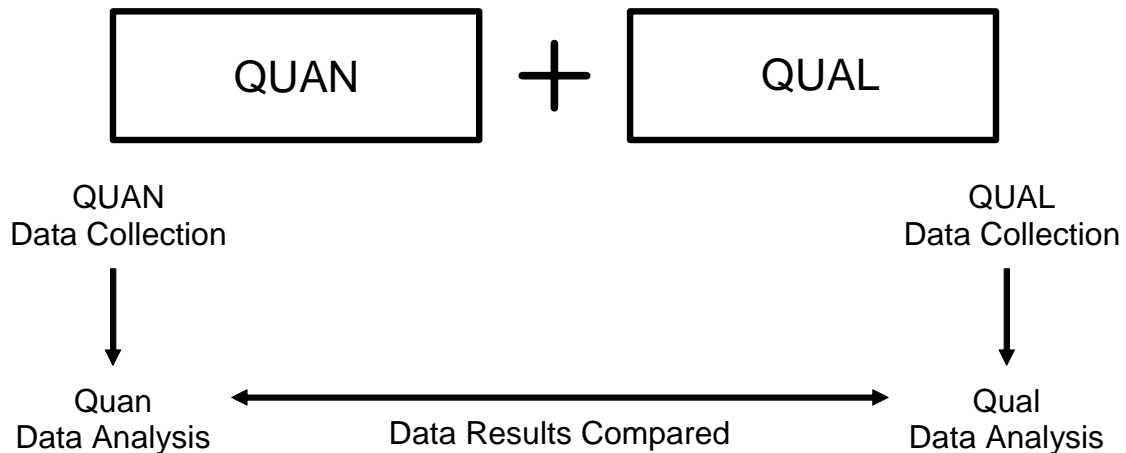 QUAN
+
QUAL
QUAN
Data Collection
QUAL
Data Collection
Quan
Data Analysis
Data Results Compared
Qual
Data Analysis